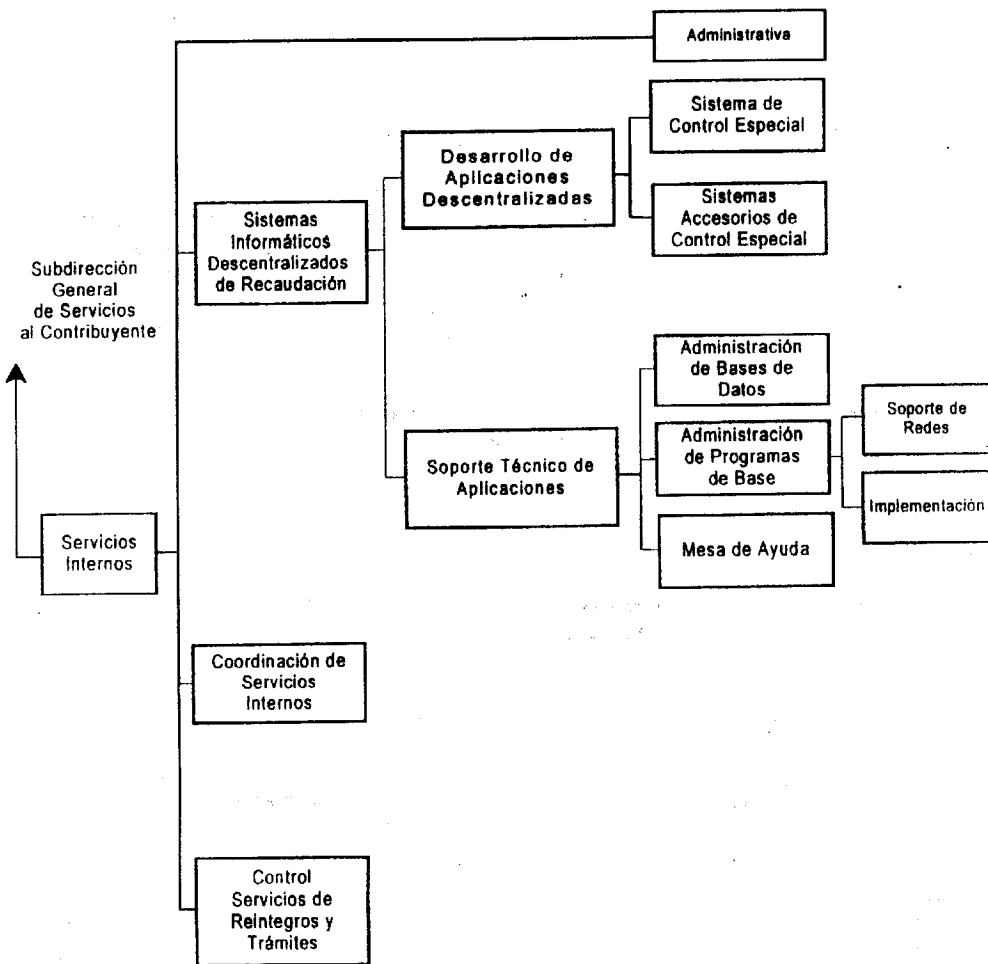 Administrativa
Sistema de
Control Especial
Desarrollo de
Aplicaciones
Descentralizadas
Sistemas
Accesorios de
Control Especial
Sistemas
Informáticos
Descentralizados
de Recaudación
Subdirección
General
de Servicios
al Contribuyente
Administración
de Bases de
Datos
Soporte de
Redes
Administración
de Programas
de Base
Soporte Técnico de
Aplicaciones
Implementación
Mesa de Ayuda
Servicios
Internos
Coordinación de
Servicios
Internos
Control
Servicios de
Reintegros y
Trámites